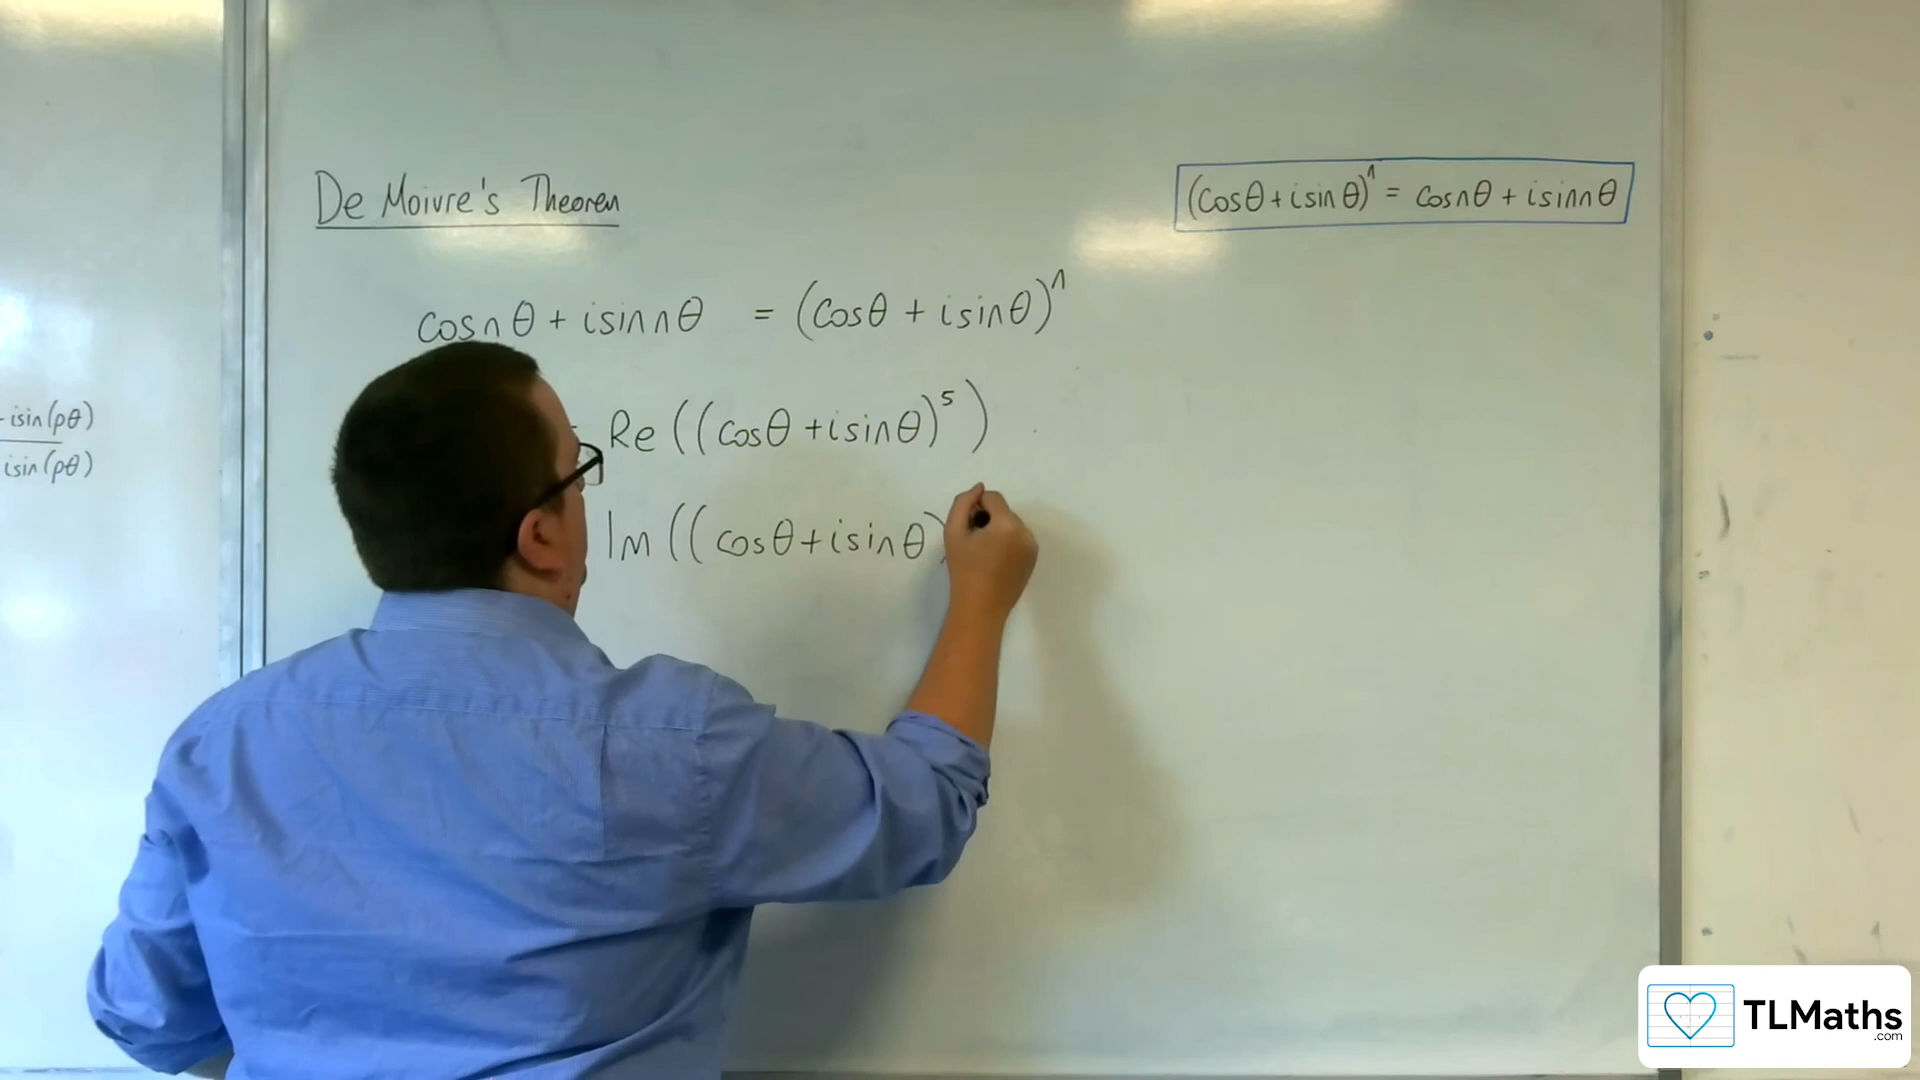 De Moivre's Theorem
(cosθ+isinθ)ⁿ = cosnθ + isinnθ
cosnθ + isinnθ = (cosθ + isinθ)ⁿ
Re((cosθ+isinθ)⁵)
Im((cosθ+isinθ)
isin(pθ)
isin(pθ)
TLMaths
.com